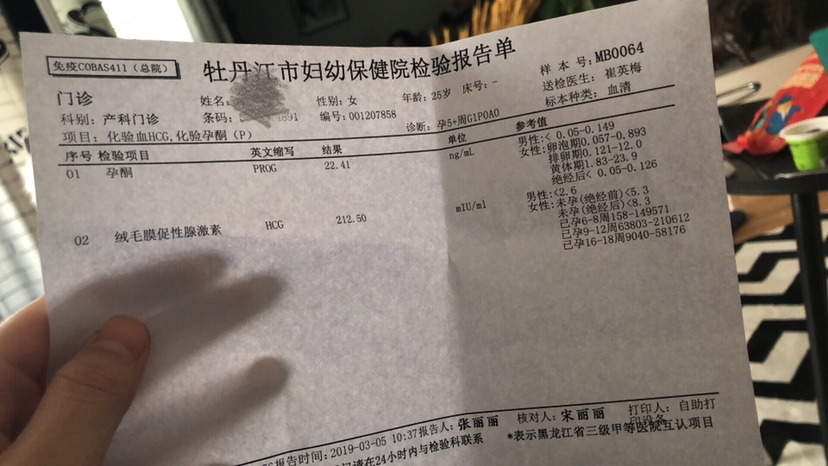 免疫COBAS411（总院）
牡丹江市妇幼保健院检验报告单
样本号:MB0064
门诊 姓名: 性别:女 年龄:25岁 床号:- 送检医生:崔英梅
科别:产科门诊 条码: 891 编号:001207858 诊断:孕5+周G1P0A0 标本种类:血清
项目:化验血HCG,化验孕酮(P)
序号 检验项目 英文缩写 结果 单位 参考值
01 孕酮 PROG 22.41 ng/mL 男性:< 0.05-0.149
女性:卵泡期0.057-0.893
排卵期0.121-12.0
黄体期1.83-23.9
绝经后< 0.05-0.126
02 绒毛膜促性腺激素 HCG 212.50 mIU/ml 男性:<2.6
女性:未孕(绝经前)<5.3
未孕(绝经后)<8.3
已孕6-8周158-149571
已孕9-12周63803-210612
已孕16-18周9040-58176
报告时间:2019-03-05 10:37 报告人:张丽丽 核对人:宋丽丽 打印人:自助打印设备
请在24小时内与检验科联系 *表示黑龙江省三级甲等医院互认项目